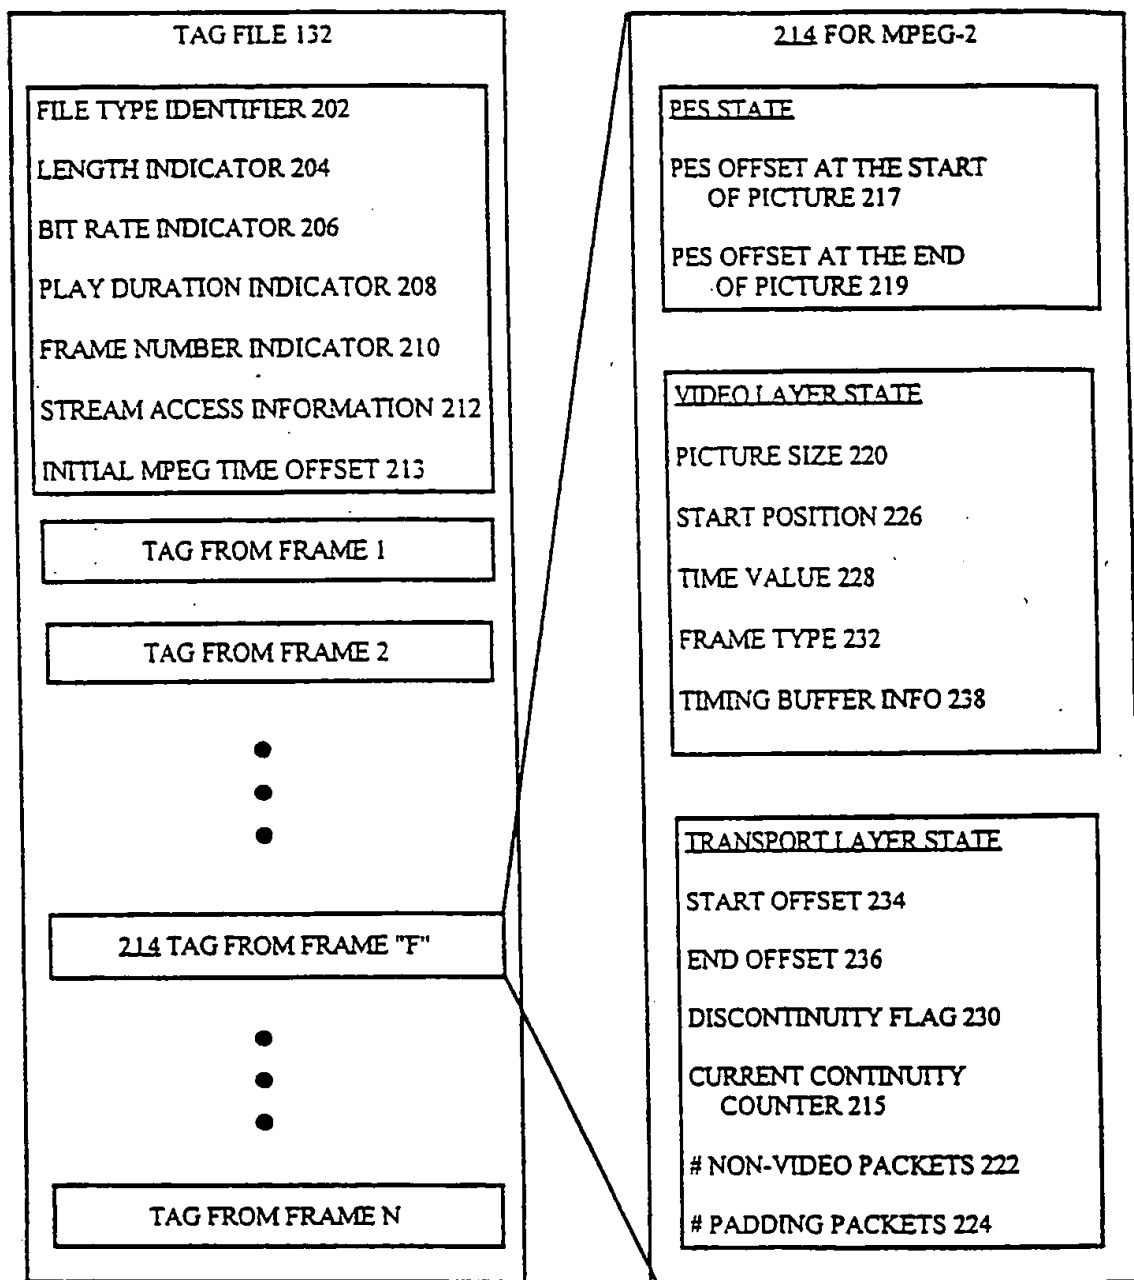 TAG FILE 132
FILE TYPE IDENTIFIER 202
LENGTH INDICATOR 204
BIT RATE INDICATOR 206
PLAY DURATION INDICATOR 208
FRAME NUMBER INDICATOR 210
STREAM ACCESS INFORMATION 212
INITIAL MPEG TIME OFFSET 213
TAG FROM FRAME 1
TAG FROM FRAME 2
214 TAG FROM FRAME "F"
TAG FROM FRAME N
214 FOR MPEG-2
PES STATE
PES OFFSET AT THE START
OF PICTURE 217
PES OFFSET AT THE END
OF PICTURE 219
VIDEO LAYER STATE
PICTURE SIZE 220
START POSITION 226
TIME VALUE 228
FRAME TYPE 232
TIMING BUFFER INFO 238
TRANSPORT LAYER STATE
START OFFSET 234
END OFFSET 236
DISCONTINUITY FLAG 230
CURRENT CONTINUITY
COUNTER 215
# NON-VIDEO PACKETS 222
# PADDING PACKETS 224